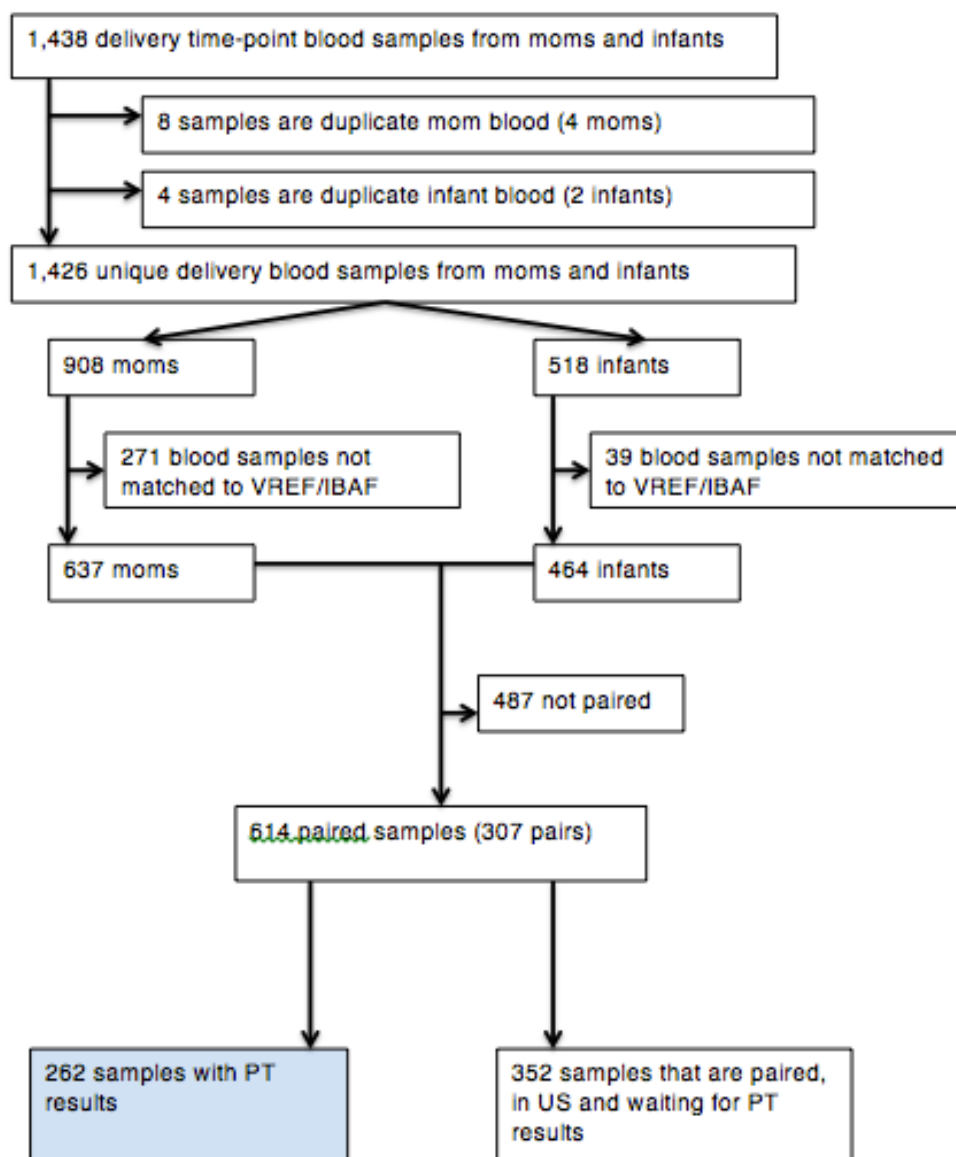 1,438 delivery time-point blood samples from moms and infants
8 samples are duplicate mom blood (4 moms)
4 samples are duplicate infant blood (2 infants)
1,426 unique delivery blood samples from moms and infants
908 moms
518 infants
271 blood samples not
matched to VREF/IBAF
39 blood samples not matched
to VREF/IBAF
637 moms
464 infants
487 not paired
614 paired samples (307 pairs)
262 samples with PT
results
352 samples that are paired,
in US and waiting for PT
results